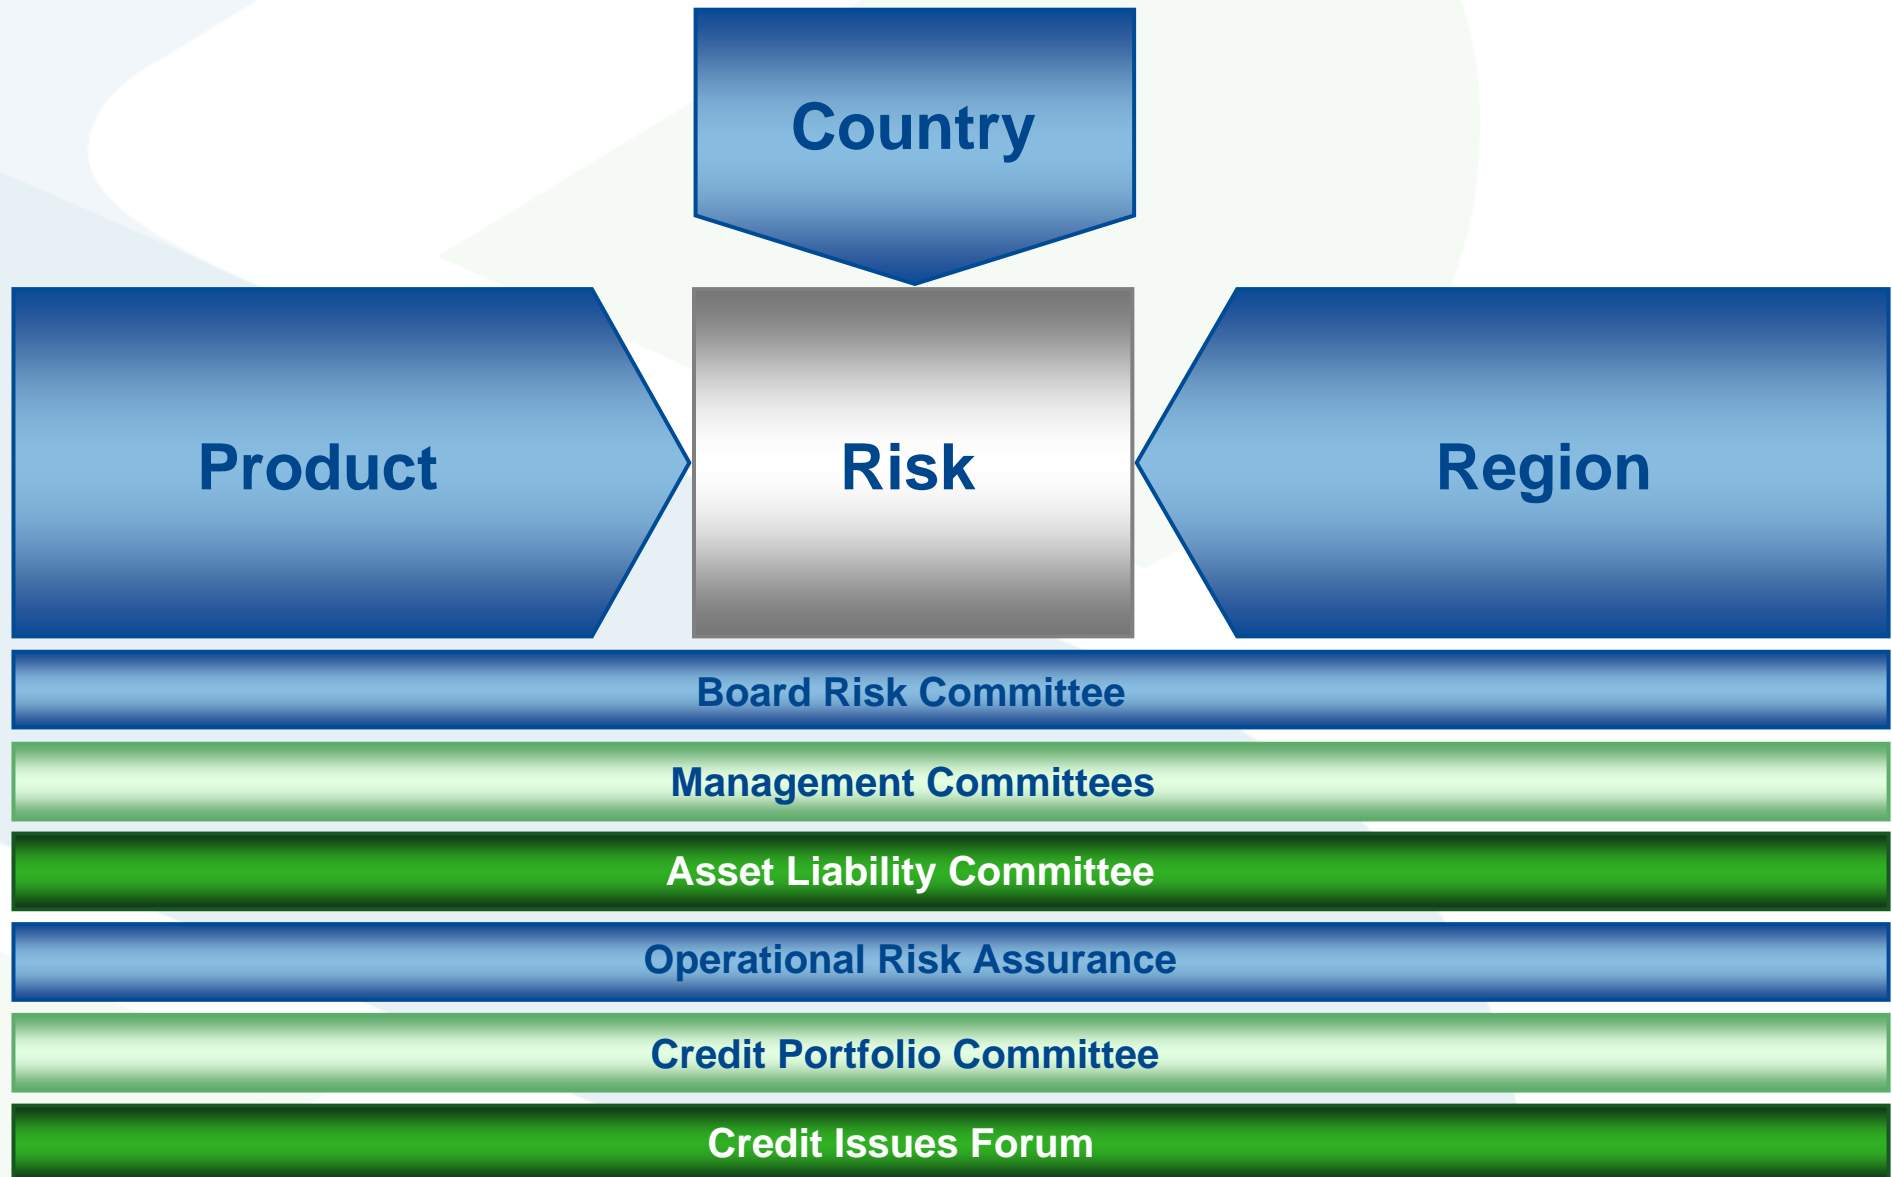 Country
Product
Risk
Region
Board Risk Committee
Management Committees
Asset Liability Committee
Operational Risk Assurance
Credit Portfolio Committee
Credit Issues Forum